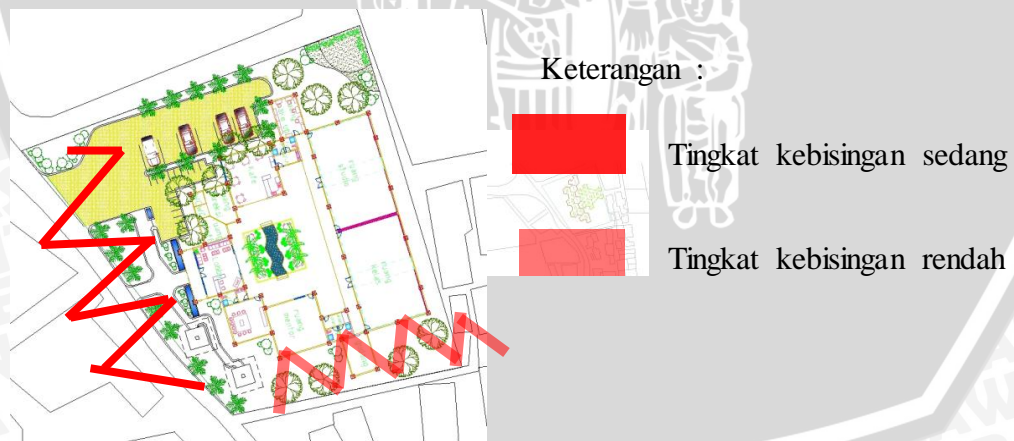 Keterangan :
Tingkat kebisingan sedang
Tingkat kebisingan rendah